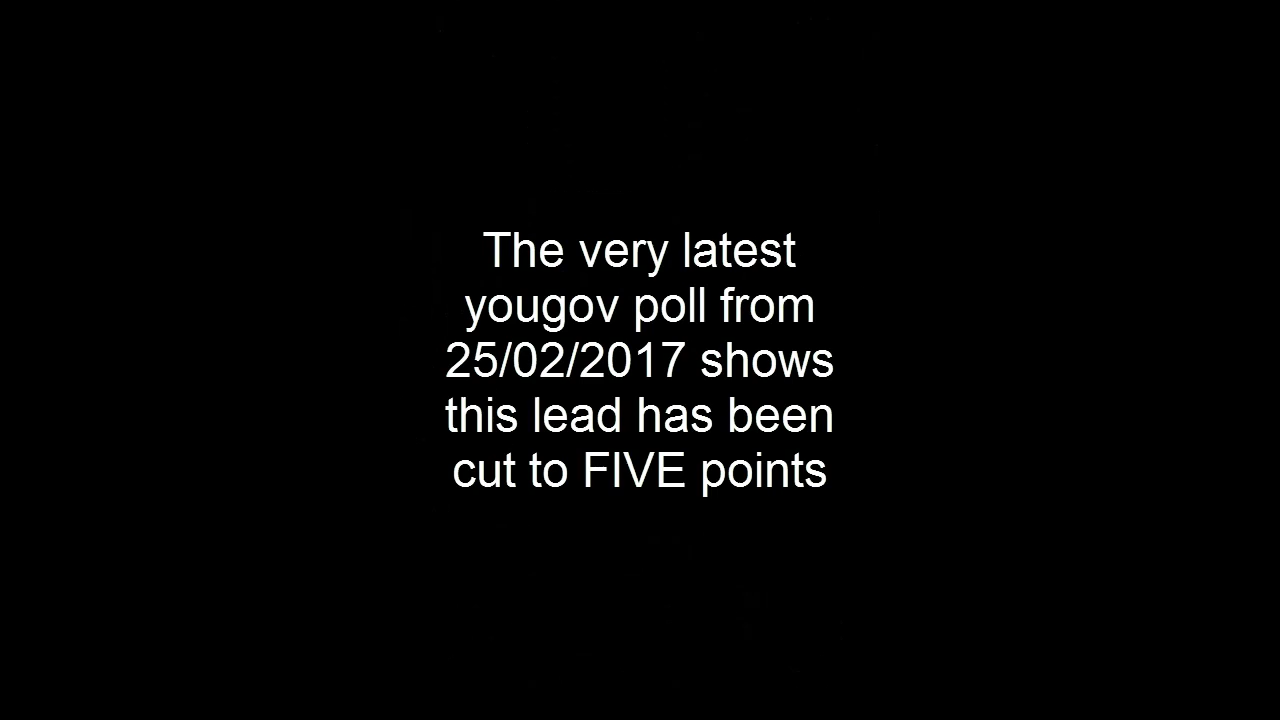 The very latest
yougov poll from
25/02/2017 shows
this lead has been
cut to FIVE points